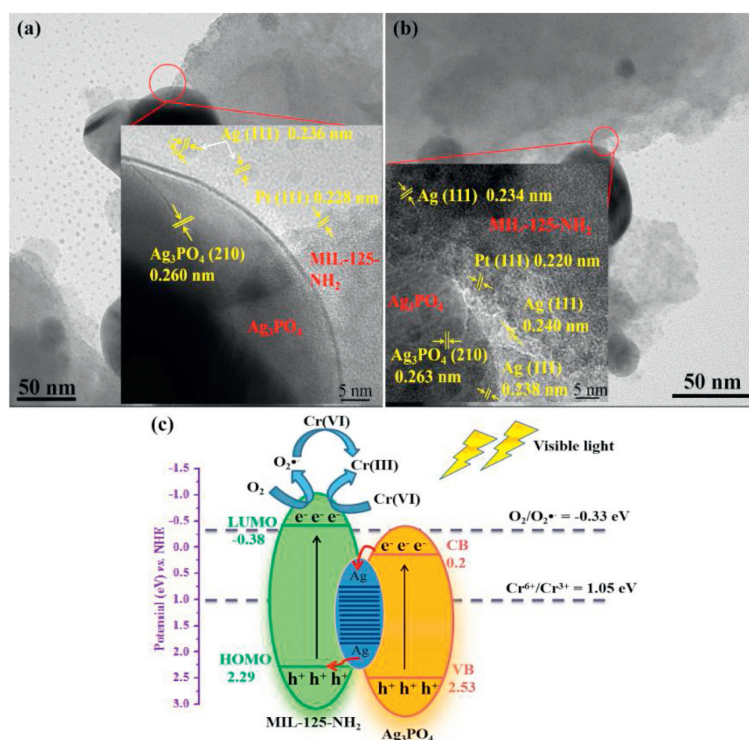 (a)
Ag (111) 0.236 nm
Pt (111) 0.228 nm
Ag₃PO₄ (210)
0.260 nm
MIL-125-
NH₂
Ag₃PO₄
50 nm
5 nm
(b)
Ag (111) 0.234 nm
MIL-125-NH₂
Pt (111) 0.220 nm
Ag₃PO₄
Ag (111)
0.240 nm
Ag₃PO₄ (210)
0.263 nm
Ag (111)
0.238 nm
5 nm
50 nm
(c)
Cr(VI)
Visible light
O₂•⁻
Cr(III)
O₂
Cr(VI)
Potensial (eV) vs. NHE
-1.5
-1.0
-0.5
0.0
0.5
1.0
1.5
2.0
2.5
3.0
LUMO
-0.38
e⁻ e⁻ e⁻
O₂/O₂•⁻ = -0.33 eV
e⁻ e⁻ e⁻
CB
0.2
Ag
Cr⁶⁺/Cr³⁺ = 1.05 eV
Ag
HOMO
2.29
h⁺ h⁺ h⁺
VB
2.53
h⁺ h⁺ h⁺
MIL-125-NH₂
Ag₃PO₄